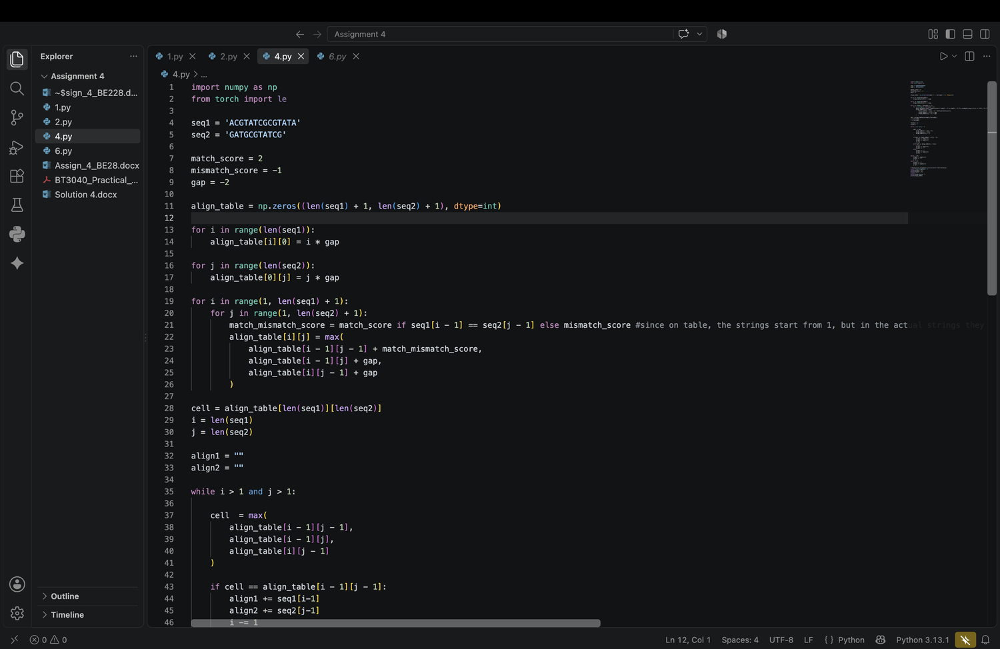 Assignment 4
Explorer
Assignment 4
~$sign_4_BE228.d...
1.py
2.py
4.py
6.py
Assign_4_BE28.docx
BT3040_Practical_...
Solution 4.docx
Outline
Timeline
1.py
2.py
4.py
6.py
4.py > ...
1 import numpy as np
2 from torch import le
3
4 seq1 = 'ACGTATCGCGTATA'
5 seq2 = 'GATGCGTATCG'
6
7 match_score = 2
8 mismatch_score = -1
9 gap = -2
10
11 align_table = np.zeros((len(seq1) + 1, len(seq2) + 1), dtype=int)
12
13 for i in range(len(seq1)):
14     align_table[i][0] = i * gap
15
16 for j in range(len(seq2)):
17     align_table[0][j] = j * gap
18
19 for i in range(1, len(seq1) + 1):
20     for j in range(1, len(seq2) + 1):
21         match_mismatch_score = match_score if seq1[i - 1] == seq2[j - 1] else mismatch_score #since on table, the strings start from 1, but in the actual strings they
22         align_table[i][j] = max(
23             align_table[i - 1][j - 1] + match_mismatch_score,
24             align_table[i - 1][j] + gap,
25             align_table[i][j - 1] + gap
26         )
27
28 cell = align_table[len(seq1)][len(seq2)]
29 i = len(seq1)
30 j = len(seq2)
31
32 align1 = ""
33 align2 = ""
34
35 while i > 1 and j > 1:
36
37     cell  = max(
38         align_table[i - 1][j - 1],
39         align_table[i - 1][j],
40         align_table[i][j - 1]
41     )
42
43     if cell == align_table[i - 1][j - 1]:
44         align1 += seq1[i-1]
45         align2 += seq2[j-1]
46         i -= 1
0 0
Ln 12, Col 1
Spaces: 4
UTF-8
LF
{ } Python
Python 3.13.1